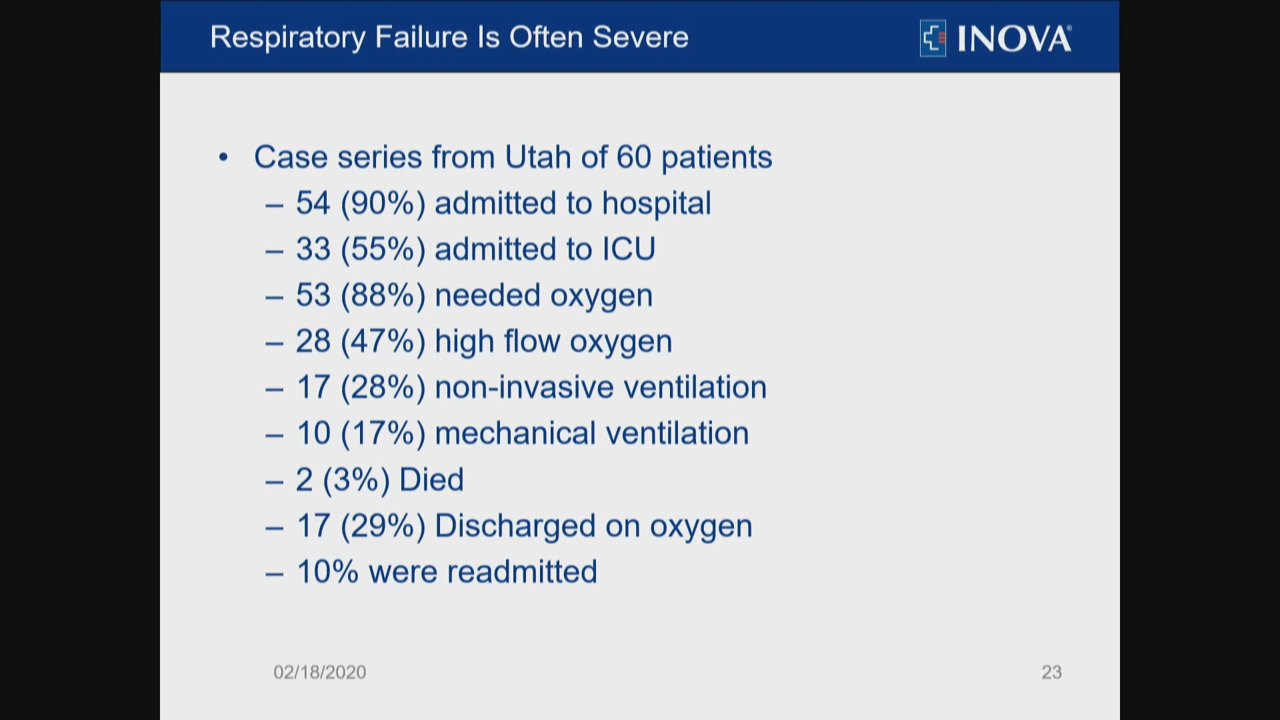 Respiratory Failure Is Often Severe
INOVA®
• Case series from Utah of 60 patients
– 54 (90%) admitted to hospital
– 33 (55%) admitted to ICU
– 53 (88%) needed oxygen
– 28 (47%) high flow oxygen
– 17 (28%) non-invasive ventilation
– 10 (17%) mechanical ventilation
– 2 (3%) Died
– 17 (29%) Discharged on oxygen
– 10% were readmitted
02/18/2020
23